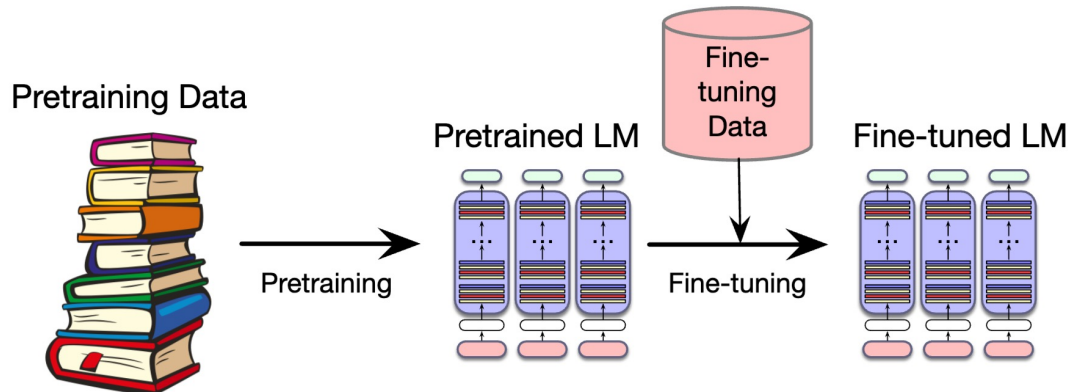 Pretraining Data
Pretraining
Pretrained LM
...
...
...
Fine-
tuning
Data
Fine-tuning
Fine-tuned LM
...
...
...